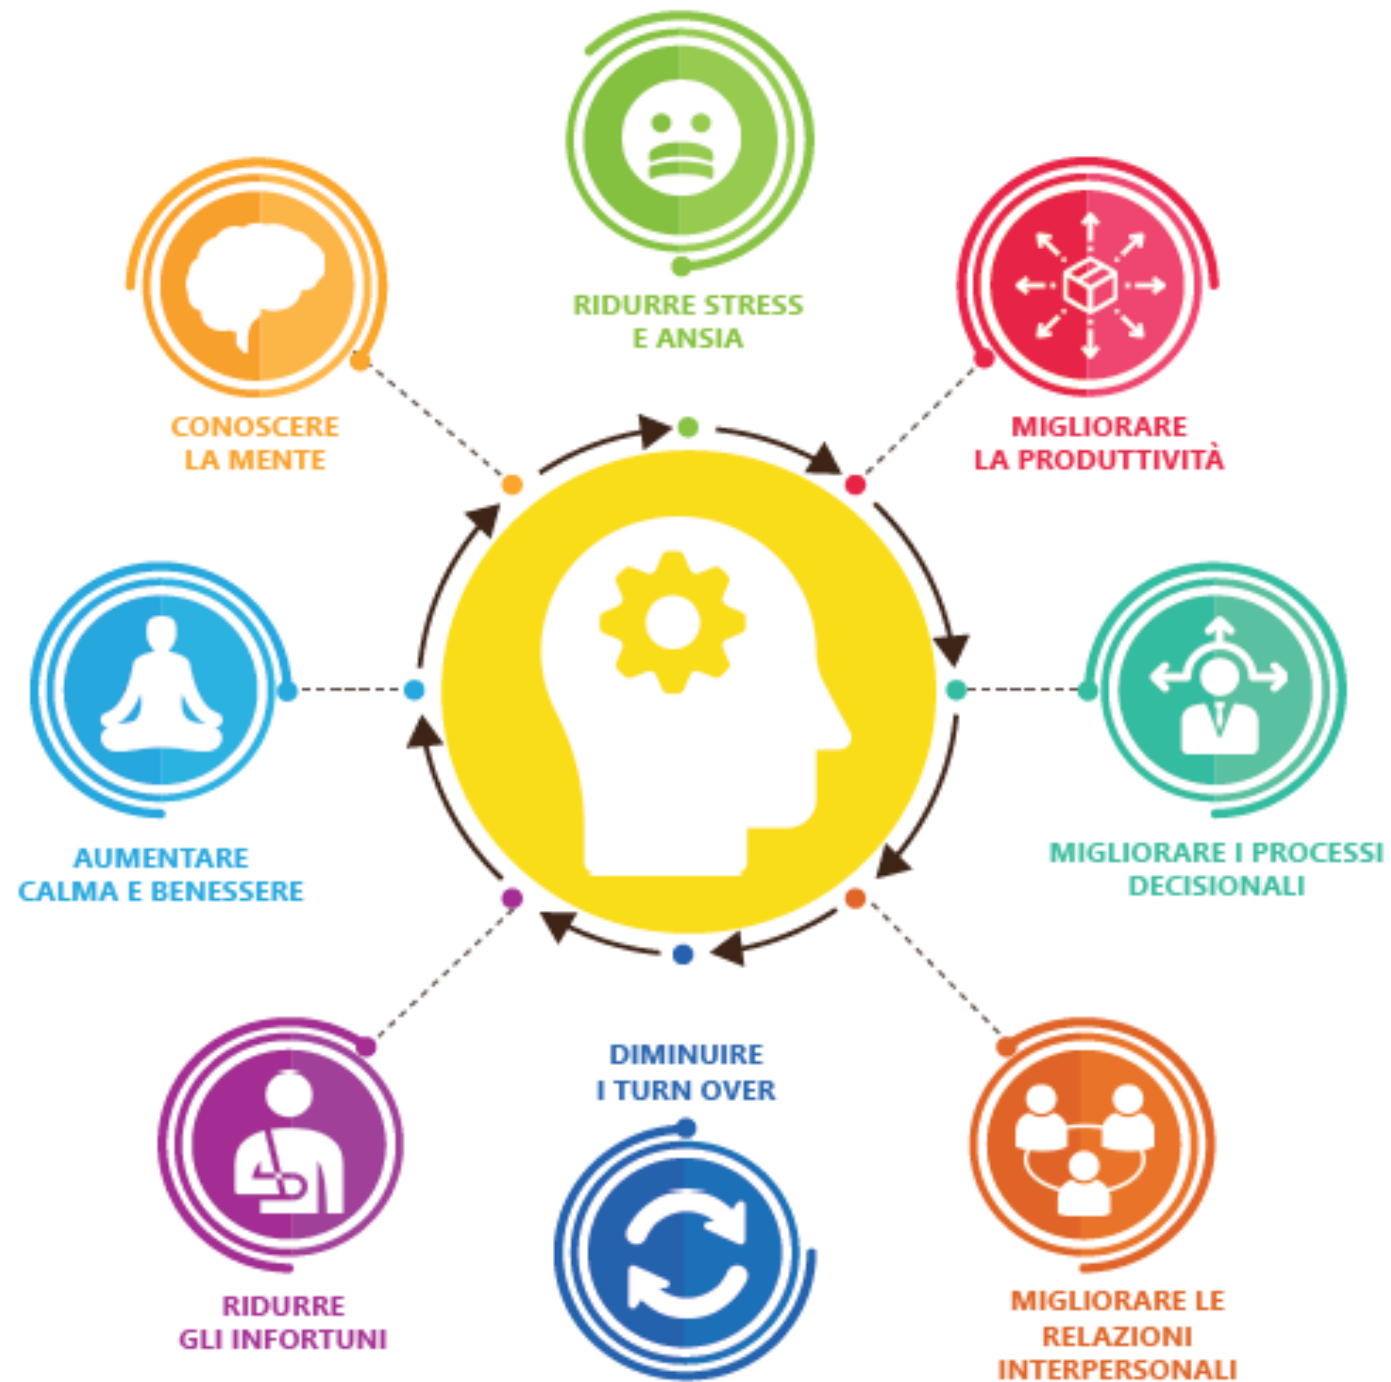 RIDURRE STRESS
E ANSIA
CONOSCERE
LA MENTE
MIGLIORARE
LA PRODUTTIVITÀ
AUMENTARE
CALMA E BENESSERE
MIGLIORARE I PROCESSI
DECISIONALI
DIMINUIRE
I TURN OVER
RIDURRE
GLI INFORTUNI
MIGLIORARE LE
RELAZIONI
INTERPERSONALI